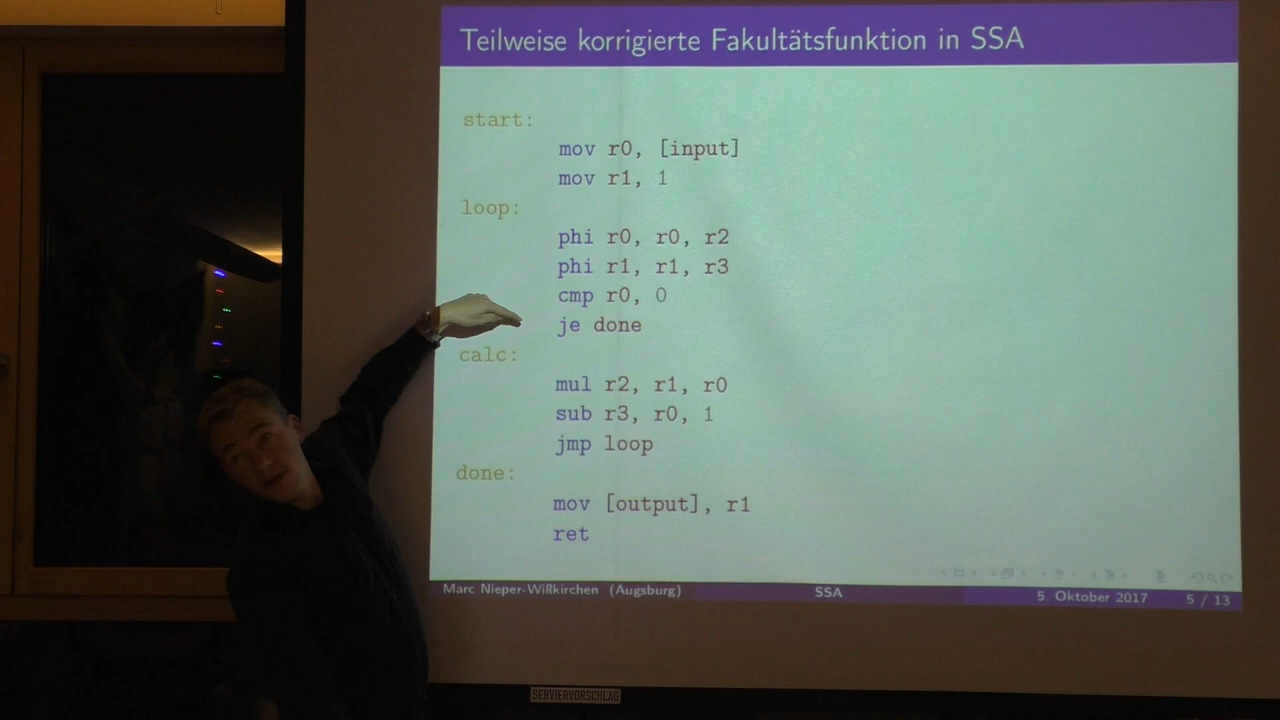 Teilweise korrigierte Fakultätsfunktion in SSA
start:
mov r0, [input]
mov r1, 1
loop:
phi r0, r0, r2
phi r1, r1, r3
cmp r0, 0
je done
calc:
mul r2, r1, r0
sub r3, r0, 1
jmp loop
done:
mov [output], r1
ret
Marc Nieper-Wißkirchen (Augsburg) SSA 5. Oktober 2017 5 / 13
SERVIERVORSCHLAG